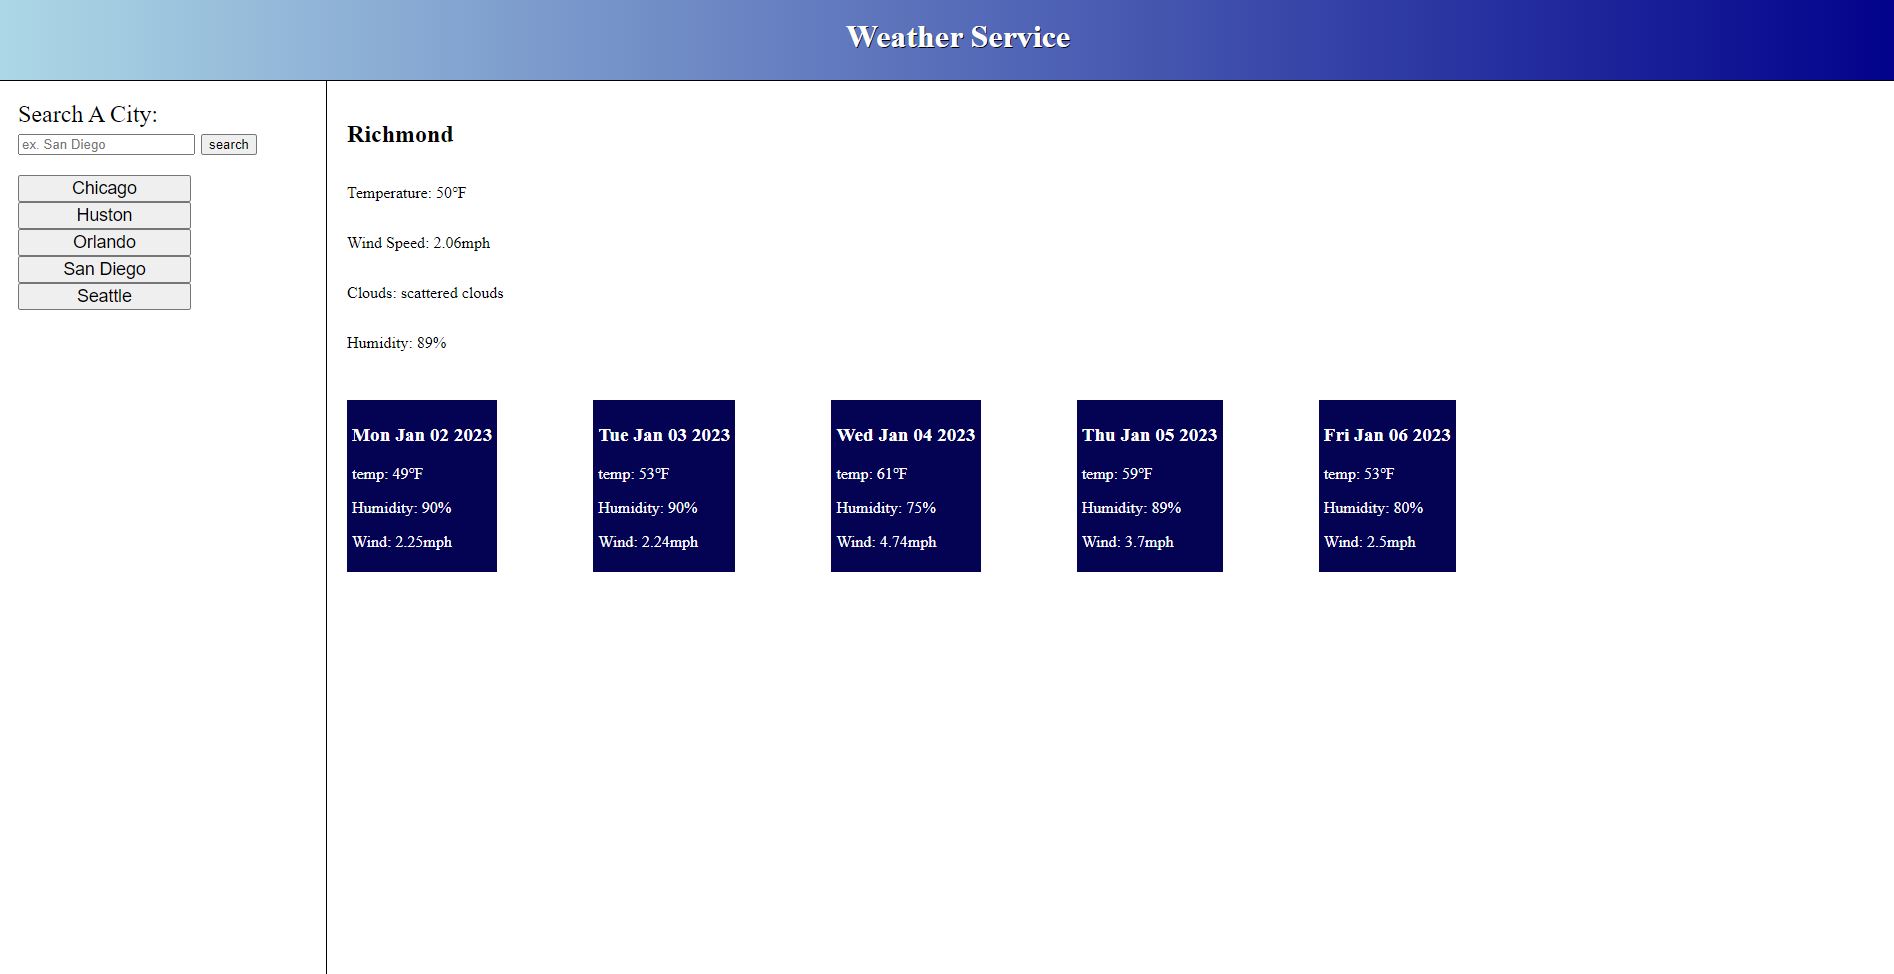 Weather Service
Search A City:
ex. San Diego
search
Chicago
Huston
Orlando
San Diego
Seattle
Richmond
Temperature: 50°F
Wind Speed: 2.06mph
Clouds: scattered clouds
Humidity: 89%
Mon Jan 02 2023
temp: 49°F
Humidity: 90%
Wind: 2.25mph
Tue Jan 03 2023
temp: 53°F
Humidity: 90%
Wind: 2.24mph
Wed Jan 04 2023
temp: 61°F
Humidity: 75%
Wind: 4.74mph
Thu Jan 05 2023
temp: 59°F
Humidity: 89%
Wind: 3.7mph
Fri Jan 06 2023
temp: 53°F
Humidity: 80%
Wind: 2.5mph